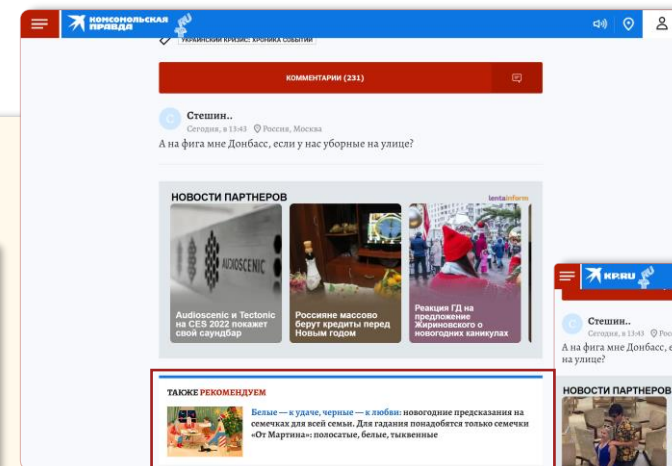 КОМСОМОЛЬСКАЯ
ПРАВДА
УКРАИНСКИЙ КРИЗИС: ХРОНИКА СОБЫТИЙ
КОММЕНТАРИИ (231)
С
Стешин..
Сегодня, в 13:43 Россия, Москва
А на фига мне Донбасс, если у нас уборные на улице?
НОВОСТИ ПАРТНЕРОВ
lentainform
AUDIOSCENIC
Audioscenic и Tectonic
на CES 2022 покажет
свой саундбар
Россияне массово
берут кредиты перед
Новым годом
Реакция ГД на
предложение
Жириновского о
новогодних каникулах
ТАКЖЕ РЕКОМЕНДУЕМ
Белые — к удаче, черные — к любви: новогодние предсказания на
семечках для всей семьи. Для гадания понадобятся только семечки
«От Мартина»: полосатые, белые, тыквенные
KP.RU
С
Стешин..
Сегодня, в 13:43
А на фига мне Донбасс,
на улице?
НОВОСТИ ПАРТНЕРОВ